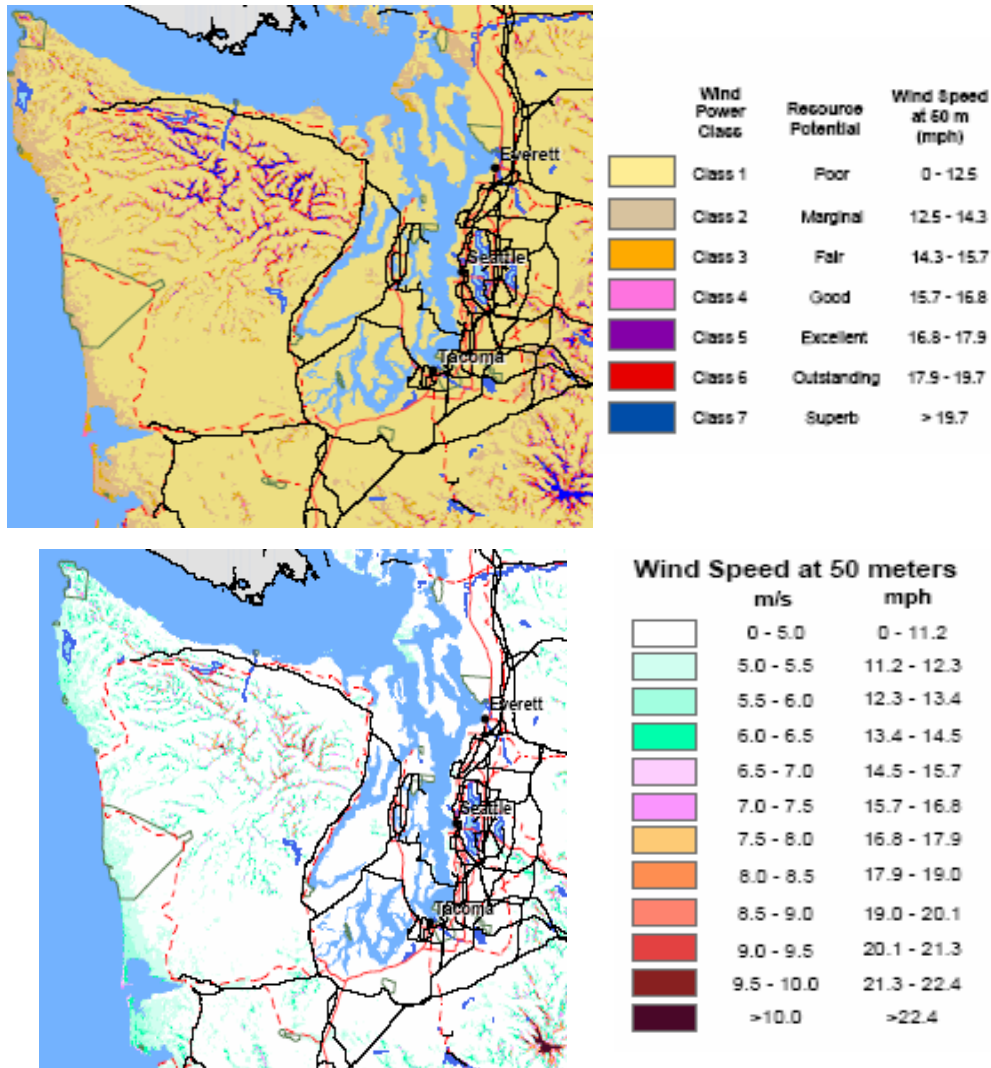 Everett
Seattle
Tacoma
Wind Power Class Resource Potential Wind Speed at 50 m (mph)
Class 1 Poor 0 - 12.5
Class 2 Marginal 12.5 - 14.3
Class 3 Fair 14.3 - 15.7
Class 4 Good 15.7 - 16.8
Class 5 Excellent 16.8 - 17.9
Class 6 Outstanding 17.9 - 19.7
Class 7 Superb > 19.7
Everett
Seattle
Tacoma
Wind Speed at 50 meters
m/s mph
0 - 5.0 0 - 11.2
5.0 - 5.5 11.2 - 12.3
5.5 - 6.0 12.3 - 13.4
6.0 - 6.5 13.4 - 14.5
6.5 - 7.0 14.5 - 15.7
7.0 - 7.5 15.7 - 16.8
7.5 - 8.0 16.8 - 17.9
8.0 - 8.5 17.9 - 19.0
8.5 - 9.0 19.0 - 20.1
9.0 - 9.5 20.1 - 21.3
9.5 - 10.0 21.3 - 22.4
>10.0 >22.4